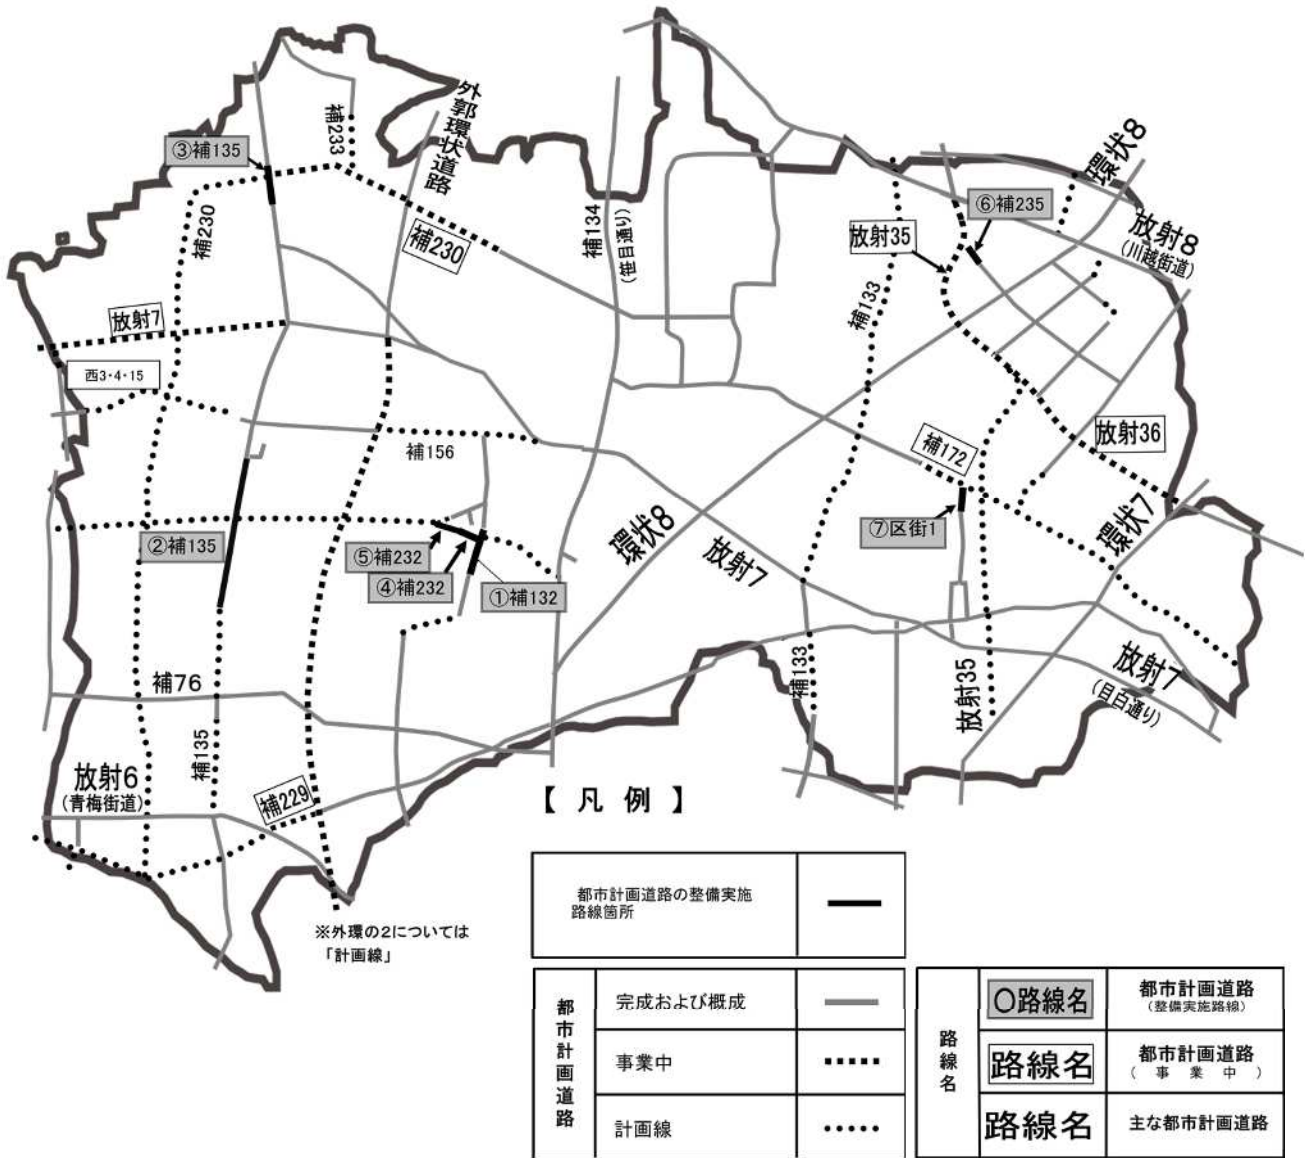 外郭環状道路
補233
③補135
補230
補230
補134
(笹目通り)
環状8
⑥補235
放射35
放射8
(川越街道)
補133
放射7
西3・4・15
補156
補172
放射36
②補135
⑤補232
④補232
①補132
環状8
放射7
⑦区街1
環状7
補76
補135
補133
放射35
放射7
(目白通り)
放射6
(青梅街道)
補229
※外環の2については
「計画線」
【 凡 例 】
都市計画道路の整備実施
路線箇所
都市計画道路
完成および概成
事業中
計画線
路線名
〇路線名
都市計画道路
(整備実施路線)
路線名
都市計画道路
( 事 業 中 )
路線名
主な都市計画道路